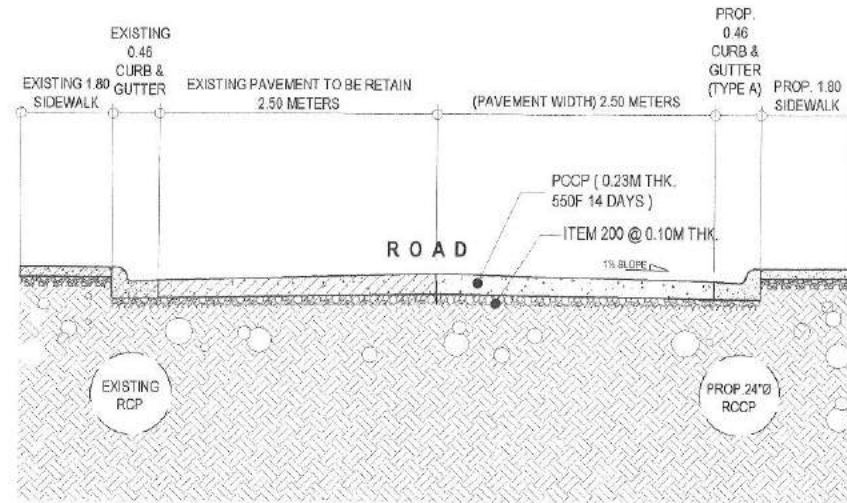 EXISTING 1.80
SIDEWALK
EXISTING
0.46
CURB &
GUTTER
EXISTING PAVEMENT TO BE RETAIN
2.50 METERS
(PAVEMENT WIDTH) 2.50 METERS
PROP.
0.46
CURB &
GUTTER
(TYPE A)
PROP. 1.80
SIDEWALK
PCCP ( 0.23M THK.
550F 14 DAYS )
ITEM 200 @ 0.10M THK.
ROAD
1% SLOPE
EXISTING
RCP
PROP.24"Ø
RCCP